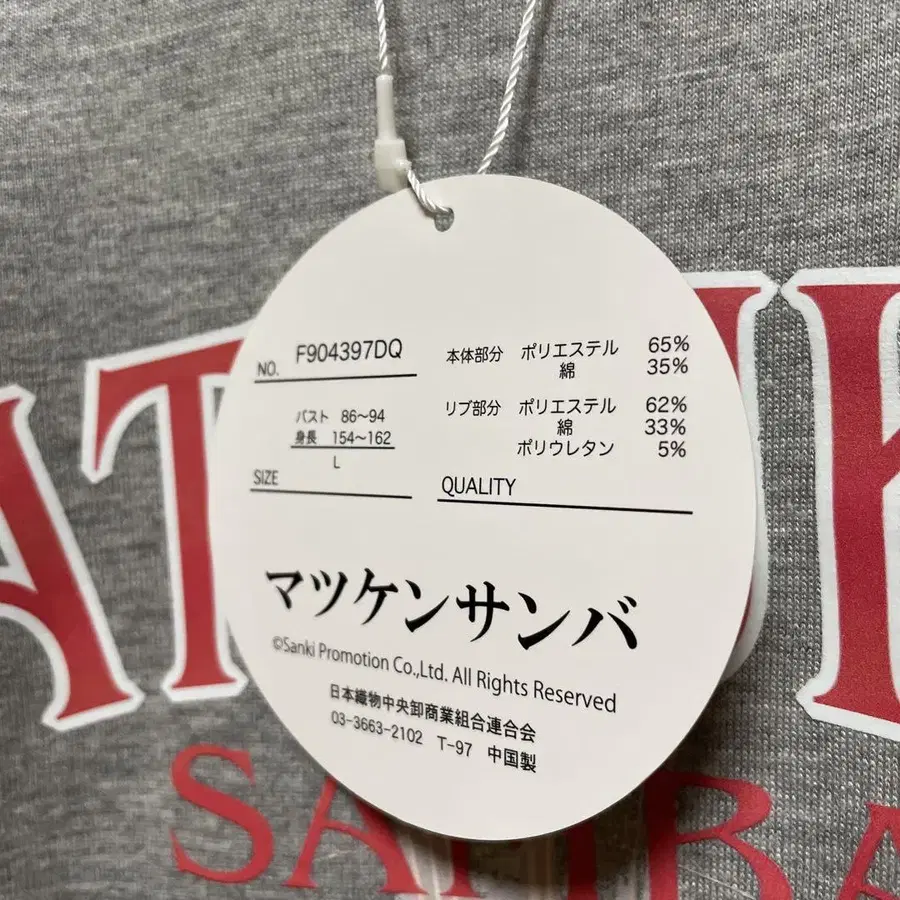 NO. F904397DQ
バスト 86〜94
身長 154〜162
L
SIZE
本体部分 ポリエステル 65%
綿 35%
リブ部分 ポリエステル 62%
綿 33%
ポリウレタン 5%
QUALITY
マツケンサンバ
©Sanki Promotion Co.,Ltd. All Rights Reserved
日本織物中央卸商業組合連合会
03-3663-2102 T-97 中国製
SAMBA